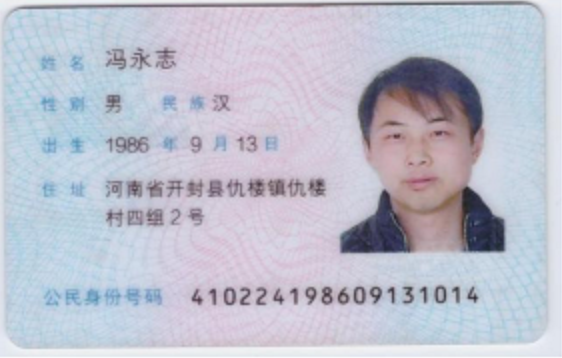 姓名 冯永志
性别 男 民族 汉
出生 1986 年 9 月 13 日
住址 河南省开封县仇楼镇仇楼
村四组2号
公民身份号码 410224198609131014